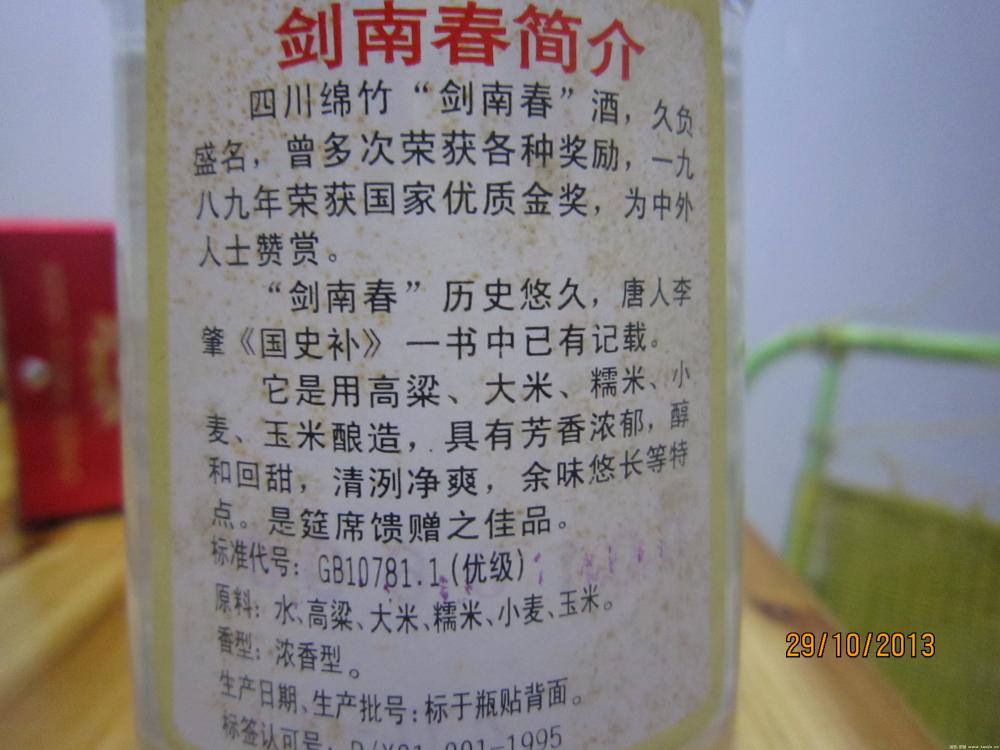 剑南春简介
四川绵竹“剑南春”酒，久负
盛名，曾多次荣获各种奖励，一九
八九年荣获国家优质金奖，为中外
人士赞赏。
“剑南春”历史悠久，唐人李
肇《国史补》一书中已有记载。
它是用高粱、大米、糯米、小
麦、玉米酿造，具有芳香浓郁，醇
和回甜，清洌净爽，余味悠长等特
点。是筵席馈赠之佳品。
标准代号：GB10781.1(优级)
原料：水、高粱、大米、糯米、小麦、玉米。
香型：浓香型。
生产日期、生产批号：标于瓶贴背面。
标签认可号：001-1995
29/10/2013